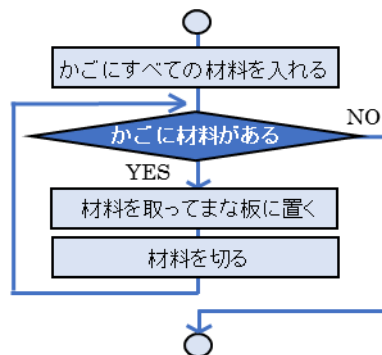 かごにすべての材料を入れる
かごに材料がある
NO
YES
材料を取ってまな板に置く
材料を切る